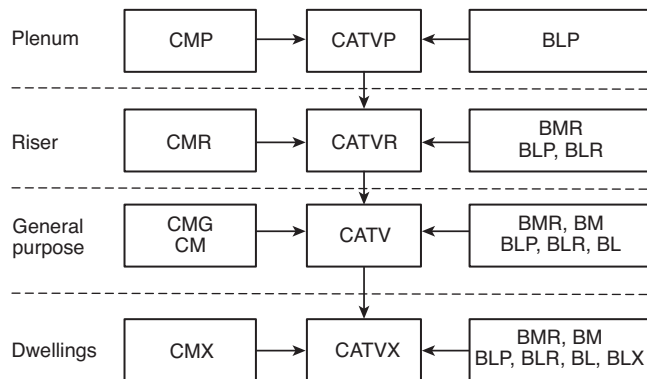 Plenum
CMP
CATVP
BLP
Riser
CMR
CATVR
BMR
BLP, BLR
General
purpose
CMG
CM
CATV
BMR, BM
BLP, BLR, BL
Dwellings
CMX
CATVX
BMR, BM
BLP, BLR, BL, BLX